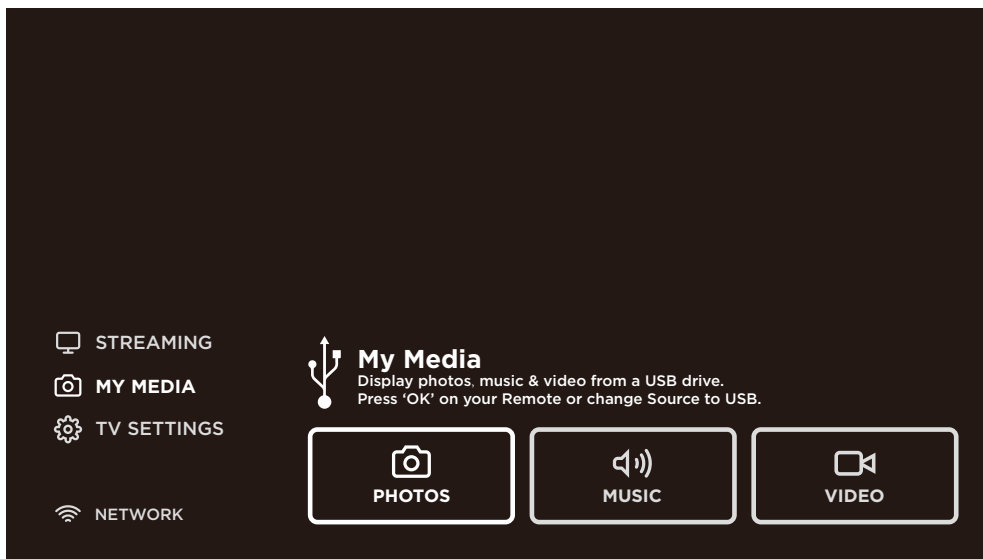 STREAMING
MY MEDIA
TV SETTINGS
NETWORK
My Media
Display photos, music & video from a USB drive.
Press ‘OK’ on your Remote or change Source to USB.
PHOTOS
MUSIC
VIDEO